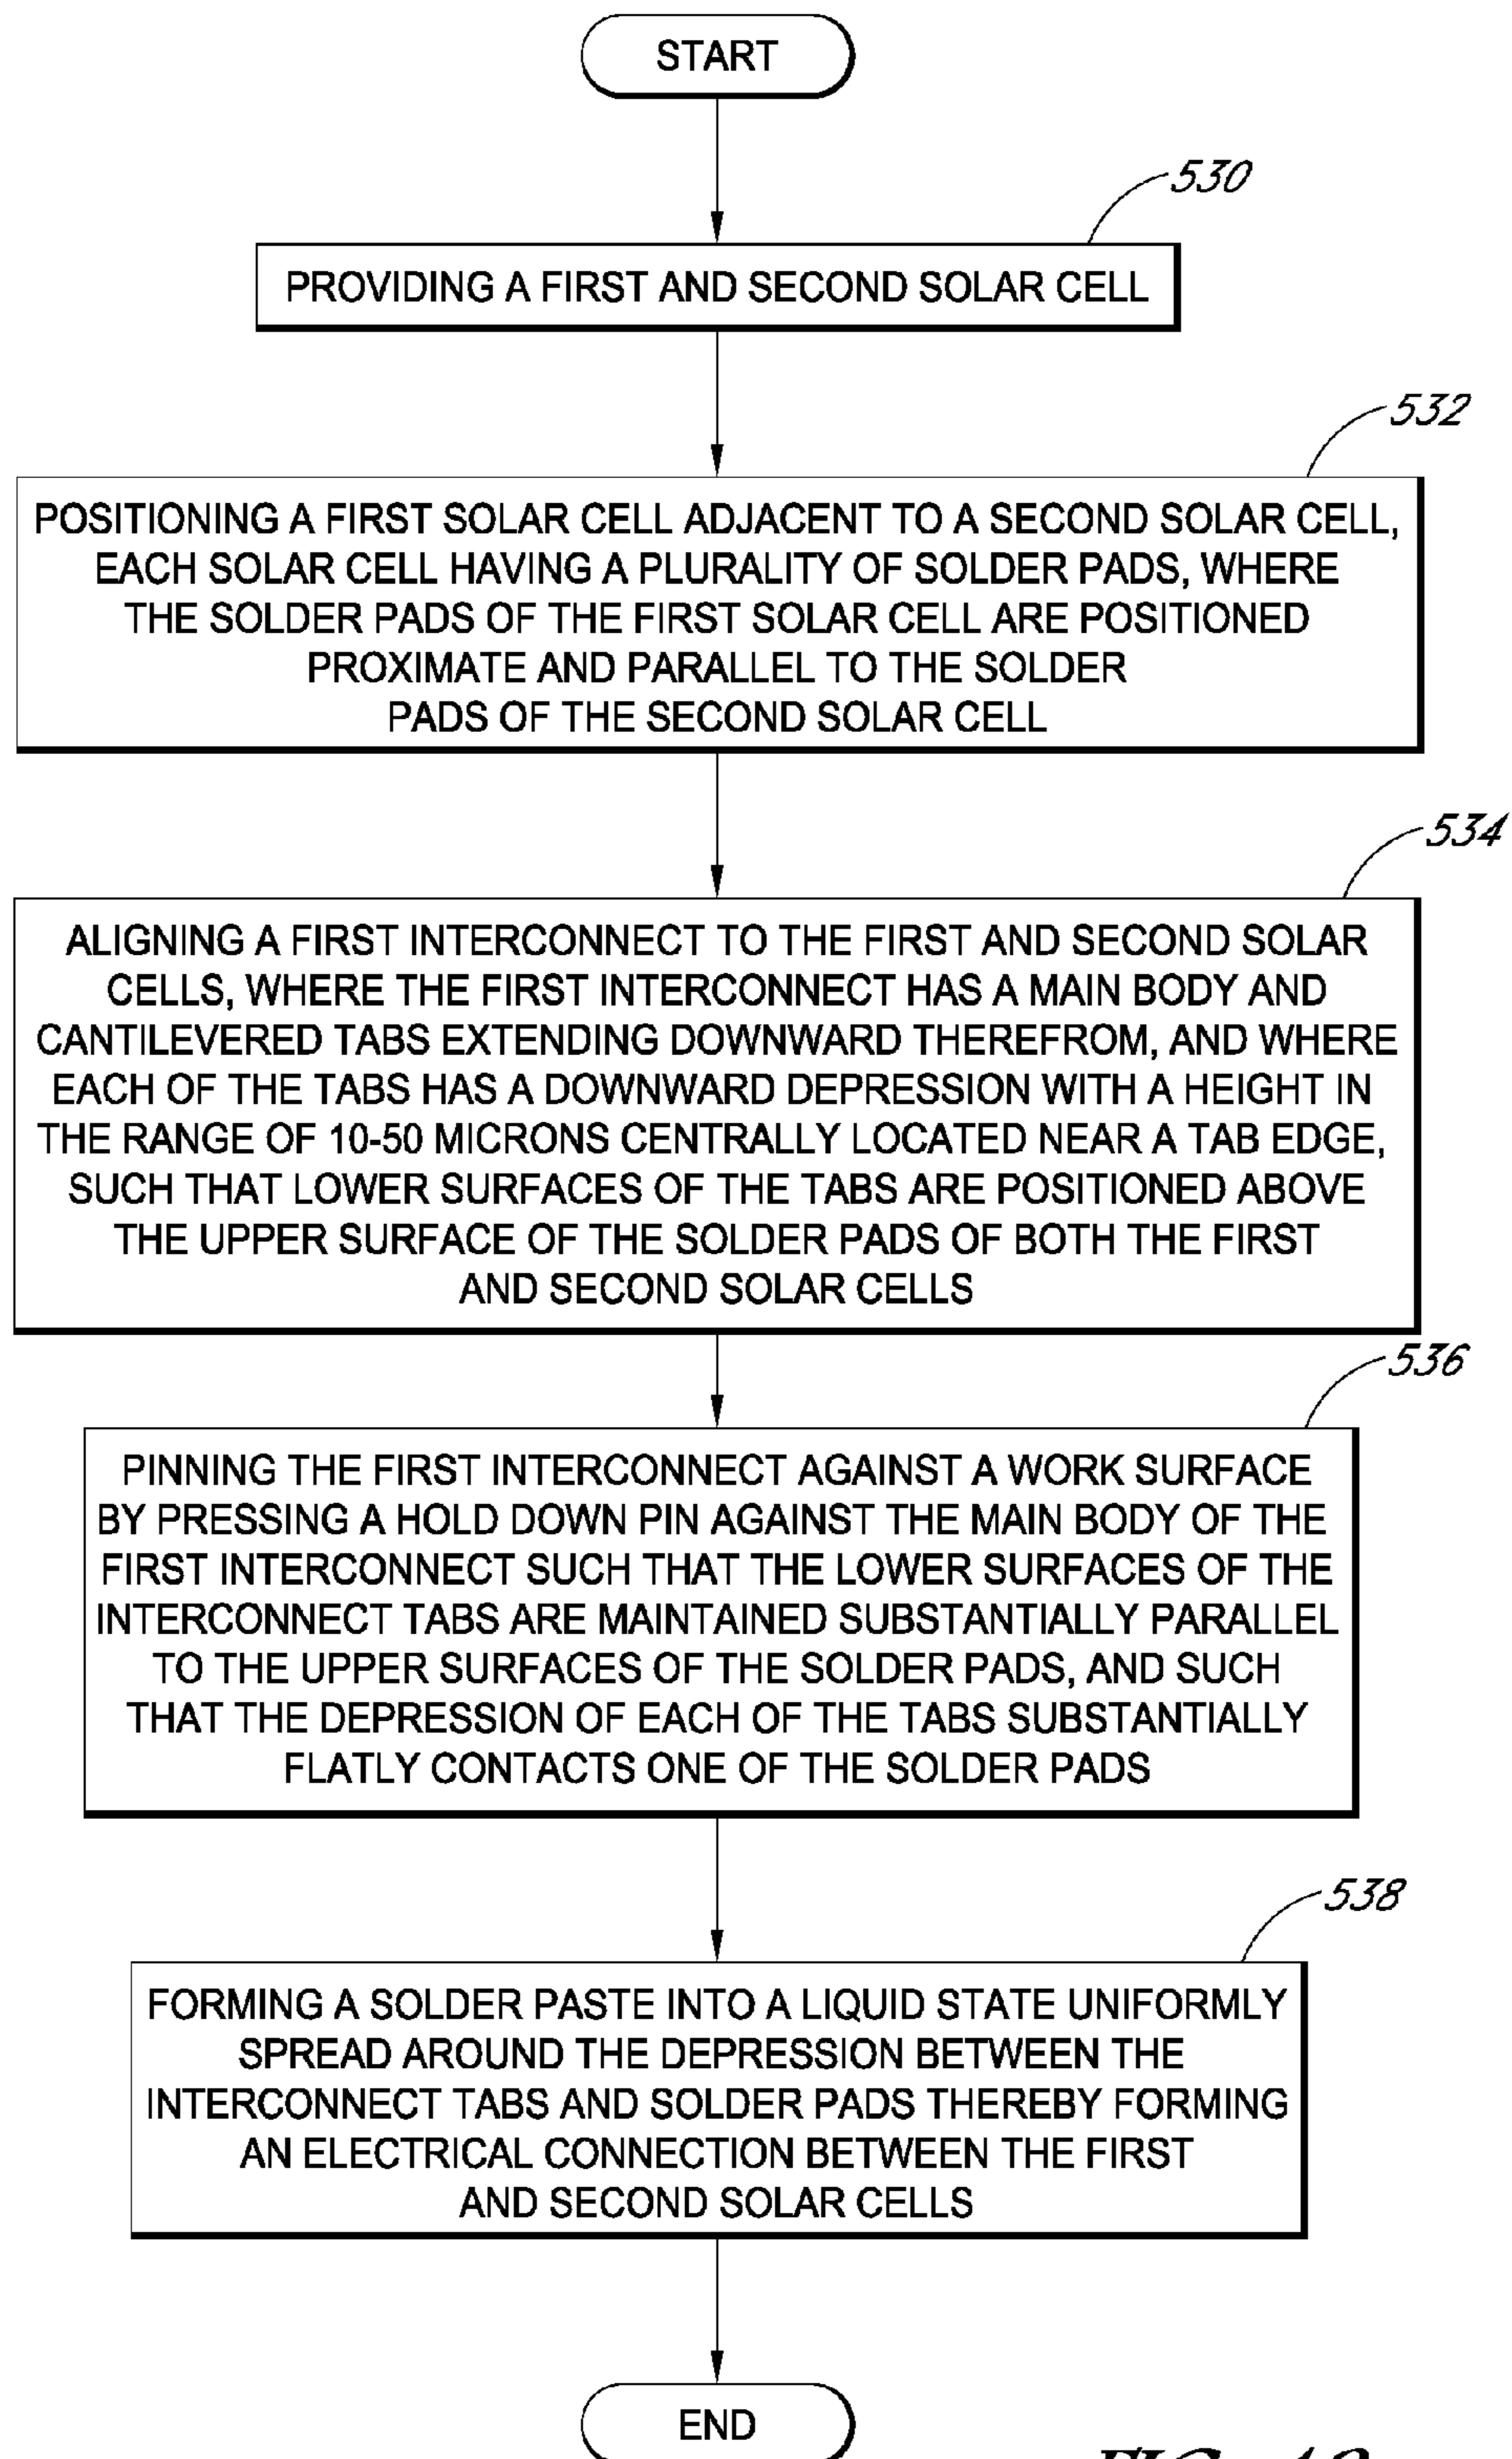 START
530
PROVIDING A FIRST AND SECOND SOLAR CELL
532
POSITIONING A FIRST SOLAR CELL ADJACENT TO A SECOND SOLAR CELL,
EACH SOLAR CELL HAVING A PLURALITY OF SOLDER PADS, WHERE
THE SOLDER PADS OF THE FIRST SOLAR CELL ARE POSITIONED
PROXIMATE AND PARALLEL TO THE SOLDER
PADS OF THE SECOND SOLAR CELL
534
ALIGNING A FIRST INTERCONNECT TO THE FIRST AND SECOND SOLAR
CELLS, WHERE THE FIRST INTERCONNECT HAS A MAIN BODY AND
CANTILEVERED TABS EXTENDING DOWNWARD THEREFROM, AND WHERE
EACH OF THE TABS HAS A DOWNWARD DEPRESSION WITH A HEIGHT IN
THE RANGE OF 10-50 MICRONS CENTRALLY LOCATED NEAR A TAB EDGE,
SUCH THAT LOWER SURFACES OF THE TABS ARE POSITIONED ABOVE
THE UPPER SURFACE OF THE SOLDER PADS OF BOTH THE FIRST
AND SECOND SOLAR CELLS
536
PINNING THE FIRST INTERCONNECT AGAINST A WORK SURFACE
BY PRESSING A HOLD DOWN PIN AGAINST THE MAIN BODY OF THE
FIRST INTERCONNECT SUCH THAT THE LOWER SURFACES OF THE
INTERCONNECT TABS ARE MAINTAINED SUBSTANTIALLY PARALLEL
TO THE UPPER SURFACES OF THE SOLDER PADS, AND SUCH
THAT THE DEPRESSION OF EACH OF THE TABS SUBSTANTIALLY
FLATLY CONTACTS ONE OF THE SOLDER PADS
538
FORMING A SOLDER PASTE INTO A LIQUID STATE UNIFORMLY
SPREAD AROUND THE DEPRESSION BETWEEN THE
INTERCONNECT TABS AND SOLDER PADS THEREBY FORMING
AN ELECTRICAL CONNECTION BETWEEN THE FIRST
AND SECOND SOLAR CELLS
END